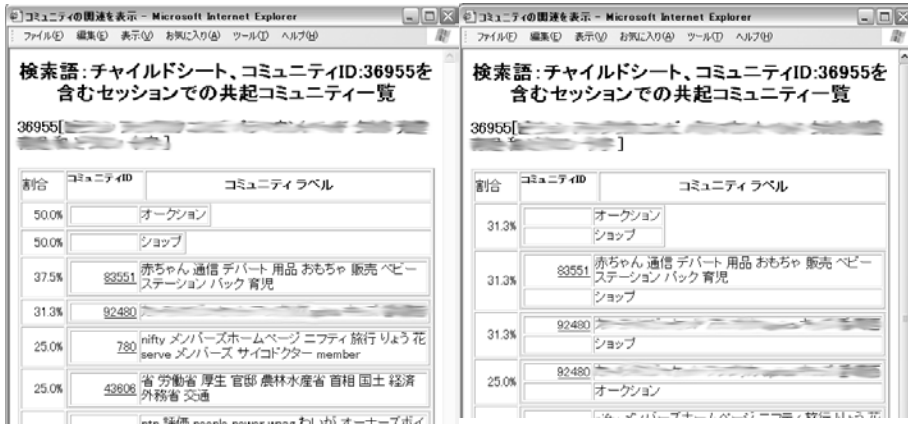 コミュニティの関連を表示 - Microsoft Internet Explorer
ファイル(F) 編集(E) 表示(V) お気に入り(A) ツール(T) ヘルプ(H)
検索語:チャイルドシート、コミュニティID:36955を
含むセッションでの共起コミュニティ一覧
36955[
]
割合 コミュニティID コミュニティ ラベル
50.0% オークション
50.0% ショップ
37.5% 83551 赤ちゃん 通信 デパート 用品 おもちゃ 販売 ベビー
ステーション バック 育児
31.3% 92480
25.0% 780 nifty メンバーズホームページ ニフティ 旅行 りょう 花
serve メンバーズ サイコドクター member
25.0% 43606 省 労働省 厚生 官邸 農林水産省 首相 国土 経済
外務省 交通
コミュニティの関連を表示 - Microsoft Internet Explorer
ファイル(F) 編集(E) 表示(V) お気に入り(A) ツール(T) ヘルプ(H)
検索語:チャイルドシート、コミュニティID:36955を
含むセッションでの共起コミュニティ一覧
36955[
]
割合 コミュニティID コミュニティ ラベル
31.3% オークション
ショップ
31.3% 83551 赤ちゃん 通信 デパート 用品 おもちゃ 販売 ベビー
ステーション バック 育児
ショップ
31.3% 92480
ショップ
25.0% 92480
オークション